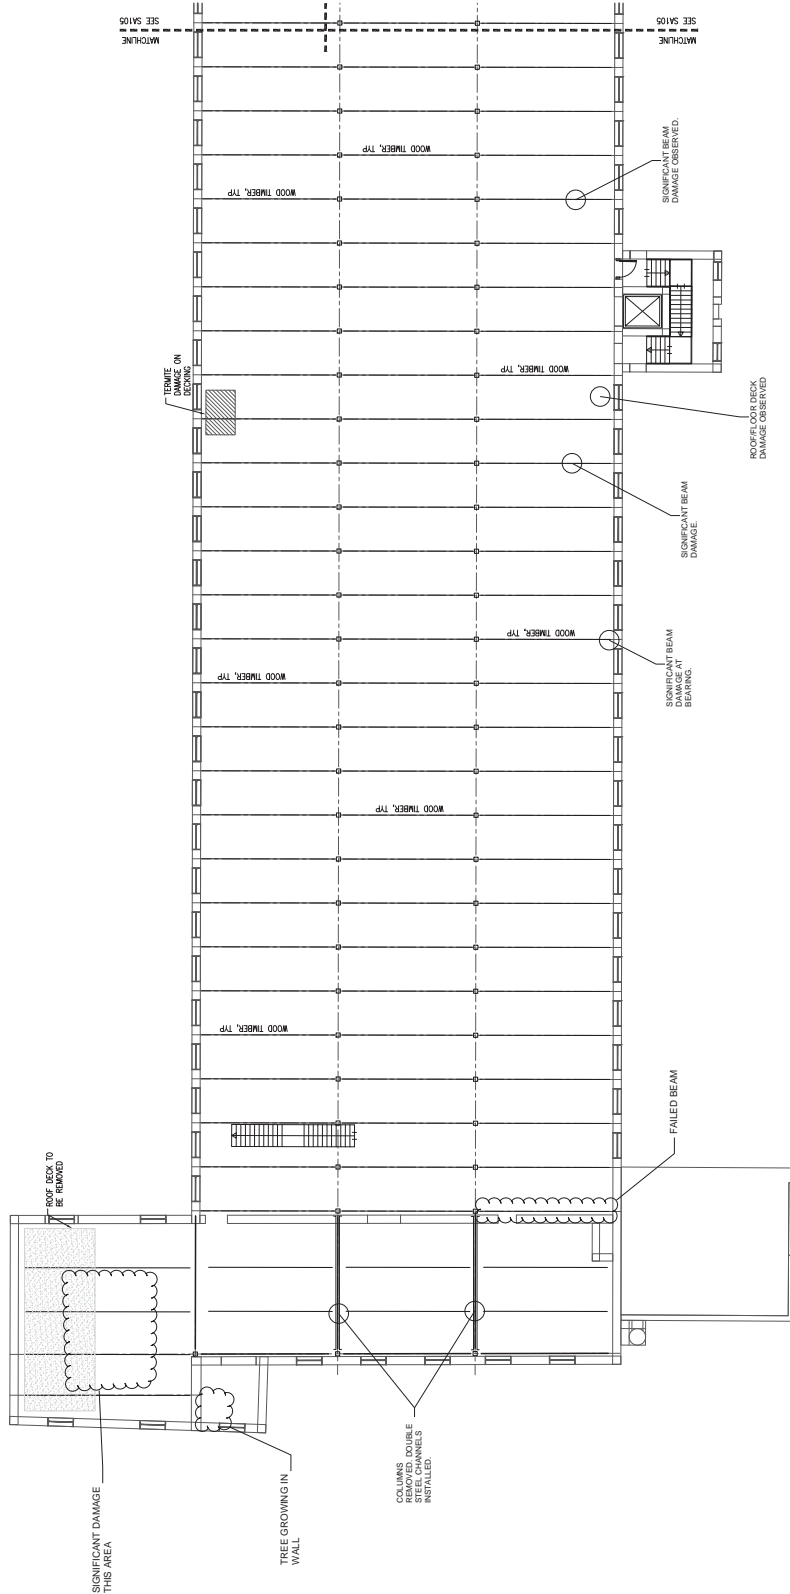 SEE SA105
MATCHLINE
SEE SA105
MATCHLINE
WOOD TIMBER, TYP
WOOD TIMBER, TYP
SIGNIFICANT BEAM
DAMAGE OBSERVED.
TERMITE
DAMAGE ON
DECKING
WOOD TIMBER, TYP
ROOF/FLOOR DECK
DAMAGE OBSERVED
SIGNIFICANT BEAM
DAMAGE.
WOOD TIMBER, TYP
SIGNIFICANT BEAM
DAMAGE AT
BEARING.
WOOD TIMBER, TYP
WOOD TIMBER, TYP
WOOD TIMBER, TYP
FAILED BEAM
ROOF DECK TO
BE REMOVED
COLUMNS
REMOVED. DOUBLE
STEEL CHANNELS
INSTALLED.
TREE GROWING IN
WALL
SIGNIFICANT DAMAGE
THIS AREA